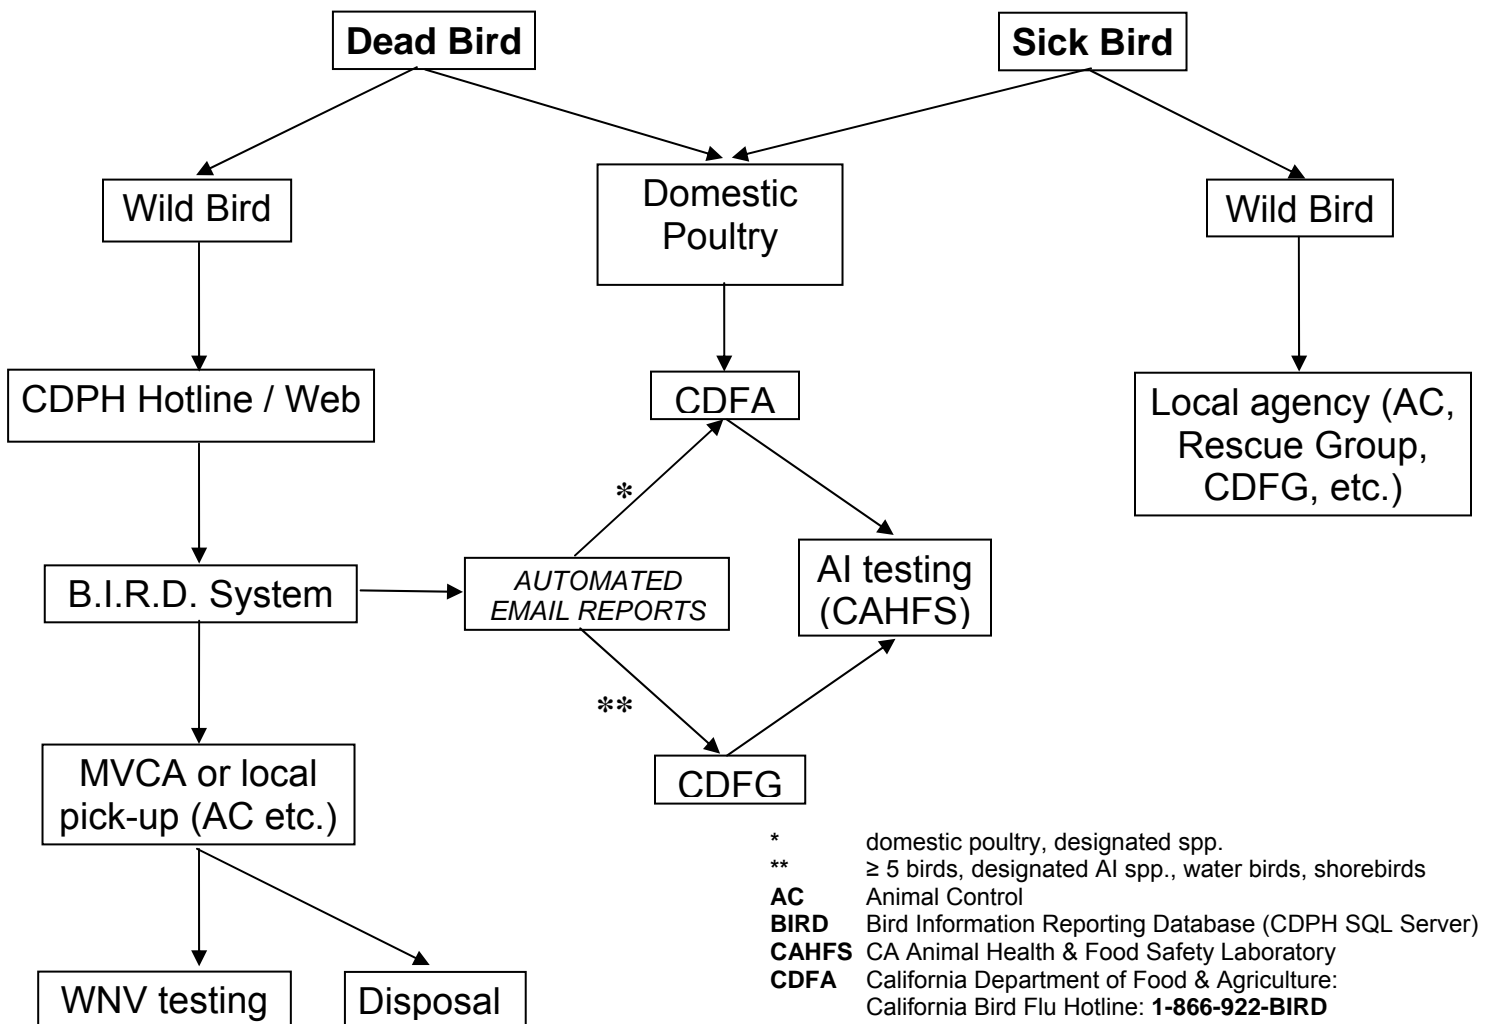 Dead Bird
Sick Bird
Wild Bird
Domestic
Poultry
Wild Bird
CDPH Hotline / Web
CDFA
Local agency (AC,
Rescue Group,
CDFG, etc.)
*
B.I.R.D. System
AUTOMATED
EMAIL REPORTS
AI testing
(CAHFS)
**
MVCA or local
pick-up (AC etc.)
CDFG
WNV testing
Disposal
* domestic poultry, designated spp.
** ≥ 5 birds, designated AI spp., water birds, shorebirds
AC Animal Control
BIRD Bird Information Reporting Database (CDPH SQL Server)
CAHFS CA Animal Health & Food Safety Laboratory
CDFA California Department of Food & Agriculture:
California Bird Flu Hotline: 1-866-922-BIRD